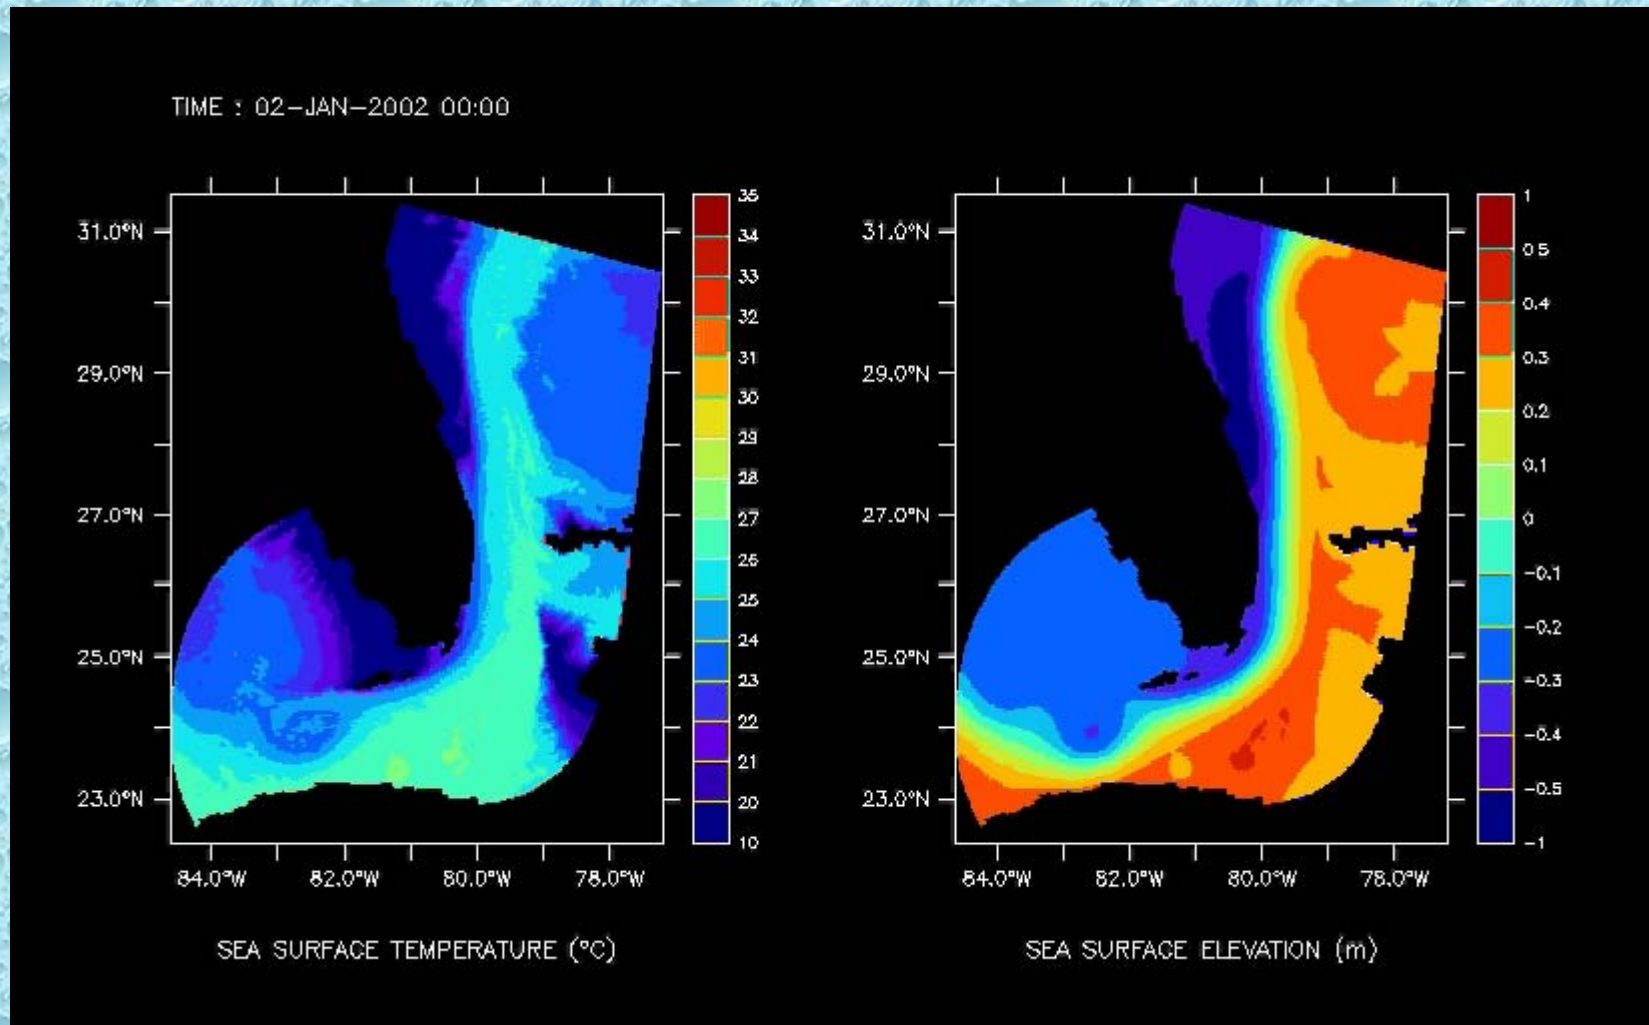 TIME : 02-JAN-2002 00:00
31.0°N
29.0°N
27.0°N
25.0°N
23.0°N
84.0°W 82.0°W 80.0°W 78.0°W
35
34
33
32
31
30
29
28
27
26
25
24
23
22
21
20
10
SEA SURFACE TEMPERATURE (°C)
31.0°N
29.0°N
27.0°N
25.0°N
23.0°N
84.0°W 82.0°W 80.0°W 78.0°W
1
0.5
0.4
0.3
0.2
0.1
0
-0.1
-0.2
-0.3
-0.4
-0.5
-1
SEA SURFACE ELEVATION (m)